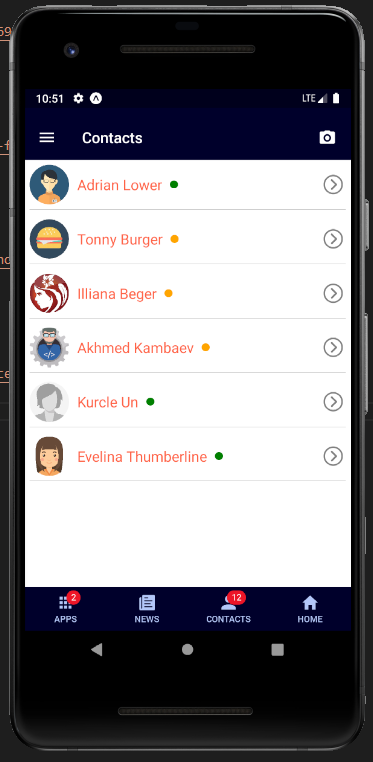 10:51 LTE
Contacts
Adrian Lower
Tonny Burger
Illiana Beger
Akhmed Kambaev
Kurcle Un
Evelina Thumberline
2 12
APPS NEWS CONTACTS HOME